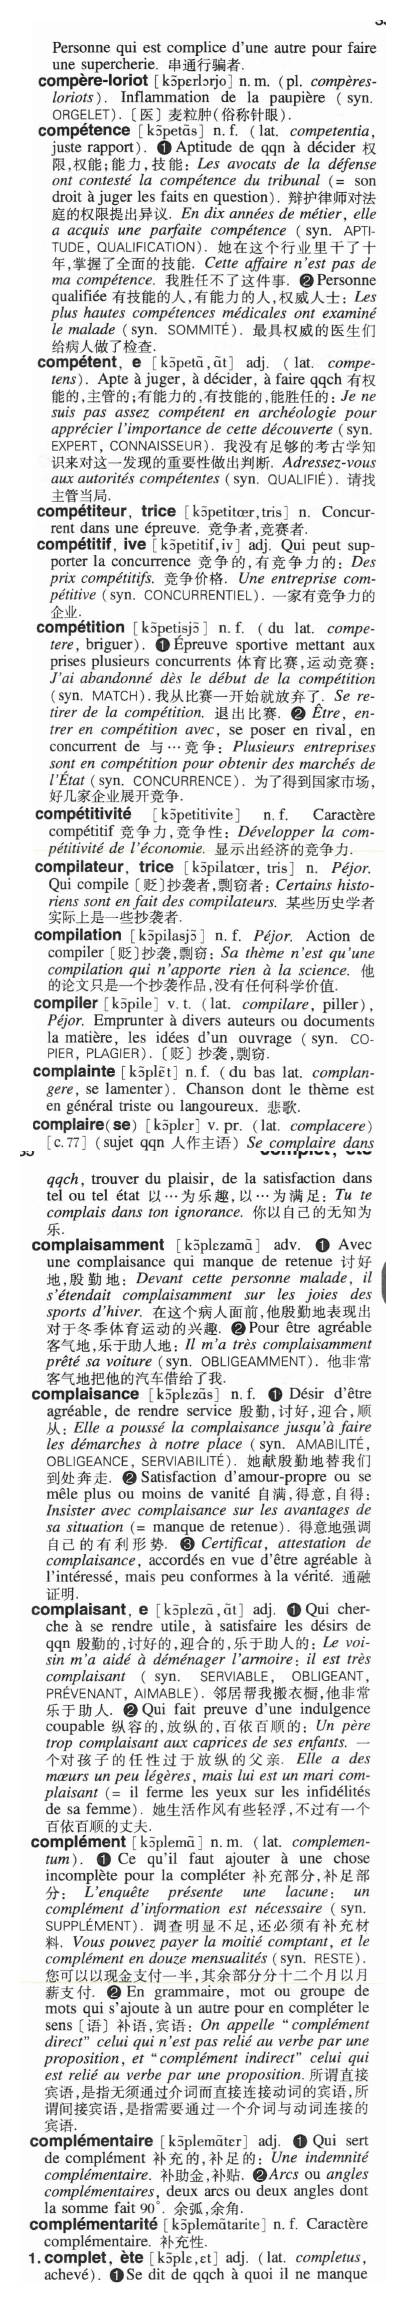 Personne qui est complice d'une autre pour faire
une supercherie. 串通行骗者.
compère-loriot [kɔ̃pɛrlɔrjo] n. m. (pl. compères-
loriots). Inflammation de la paupière (syn.
ORGELET). 〔医〕麦粒肿(俗称针眼).
compétence [kɔ̃petɑ̃s] n. f. (lat. competentia,
juste rapport). ❶ Aptitude de qqn à décider 权
限,权能;能力,技能: Les avocats de la défense
ont contesté la compétence du tribunal (= son
droit à juger les faits en question). 辩护律师对法
庭的权限提出异议. En dix années de métier, elle
a acquis une parfaite compétence (syn. APTI-
TUDE, QUALIFICATION). 她在这个行业里干了十
年,掌握了全面的技能. Cette affaire n'est pas de
ma compétence. 我胜任不了这件事. ❷ Personne
qualifiée 有技能的人,有能力的人,权威人士: Les
plus hautes compétences médicales ont examiné
le malade (syn. SOMMITÉ). 最具权威的医生们
给病人做了检查.
compétent, e [kɔ̃petɑ̃, ɑ̃t] adj. (lat. compe-
tens). Apte à juger, à décider, à faire qqch 有权
能的,主管的;有能力的,有技能的,能胜任的: Je ne
suis pas assez compétent en archéologie pour
apprécier l'importance de cette découverte (syn.
EXPERT, CONNAISSEUR). 我没有足够的考古学知
识来对这一发现的重要性做出判断. Adressez-vous
aux autorités compétentes (syn. QUALIFIÉ). 请找
主管当局.
compétiteur, trice [kɔ̃petitœr, tris] n. Concur-
rent dans une épreuve. 竞争者,竞赛者.
compétitif, ive [kɔ̃petitif, iv] adj. Qui peut sup-
porter la concurrence 竞争的,有竞争力的: Des
prix compétitifs. 竞争价格. Une entreprise com-
pétitive (syn. CONCURRENTIEL). 一家有竞争力的
企业.
compétition [kɔ̃petisjɔ̃] n. f. (du lat. compe-
tere, briguer). ❶ Épreuve sportive mettant aux
prises plusieurs concurrents 体育比赛,运动竞赛:
J'ai abandonné dès le début de la compétition
(syn. MATCH). 我从比赛一开始就放弃了. Se re-
tirer de la compétition. 退出比赛. ❷ Être, en-
trer en compétition avec, se poser en rival, en
concurrent de 与…竞争: Plusieurs entreprises
sont en compétition pour obtenir des marchés de
l'État (syn. CONCURRENCE). 为了得到国家市场,
好几家企业展开竞争.
compétitivité [kɔ̃petitivite] n. f. Caractère
compétitif 竞争力,竞争性: Développer la com-
pétitivité de l'économie. 显示出经济的竞争力.
compilateur, trice [kɔ̃pilatœr, tris] n. Péjor.
Qui compile〔贬〕抄袭者,剽窃者: Certains histo-
riens sont en fait des compilateurs. 某些历史学者
实际上是一些抄袭者.
compilation [kɔ̃pilasjɔ̃] n. f. Péjor. Action de
compiler〔贬〕抄袭,剽窃: Sa thème n'est qu'une
compilation qui n'apporte rien à la science. 他
的论文只是一个抄袭作品,没有任何科学价值.
compiler [kɔ̃pile] v. t. (lat. compilare, piller),
Péjor. Emprunter à divers auteurs ou documents
la matière, les idées d'un ouvrage (syn. CO-
PIER, PLAGIER). 〔贬〕抄袭,剽窃.
complainte [kɔ̃plɛ̃t] n. f. (du bas lat. complan-
gere, se lamenter). Chanson dont le thème est
en général triste ou langoureux. 悲歌.
complaire(se) [kɔ̃plɛr] v. pr. (lat. complacere)
[c. 77] (sujet qqn 人作主语) Se complaire dans
qqch, trouver du plaisir, de la satisfaction dans
tel ou tel état 以…为乐趣,以…为满足: Tu te
complais dans ton ignorance. 你以自己的无知为
乐.
complaisamment [kɔ̃plɛzamɑ̃] adv. ❶ Avec
une complaisance qui manque de retenue 讨好
地,殷勤地: Devant cette personne malade, il
s'étendait complaisamment sur les joies des
sports d'hiver. 在这个病人面前,他殷勤地表现出
对于冬季体育运动的兴趣. ❷ Pour être agréable
客气地,乐于助人地: Il m'a très complaisamment
prêté sa voiture (syn. OBLIGEAMMENT). 他非常
客气地把他的汽车借给了我.
complaisance [kɔ̃plɛzɑ̃s] n. f. ❶ Désir d'être
agréable, de rendre service 殷勤,讨好,迎合,顺
从: Elle a poussé la complaisance jusqu'à faire
les démarches à notre place (syn. AMABILITÉ,
OBLIGEANCE, SERVIABILITÉ). 她献殷勤地替我们
到处奔走. ❷ Satisfaction d'amour-propre ou se
mêle plus ou moins de vanité 自满,得意,自得:
Insister avec complaisance sur les avantages de
sa situation (= manque de retenue). 得意地强调
自己的有利形势. ❸ Certificat, attestation de
complaisance, accordés en vue d'être agréable à
l'intéressé, mais peu conformes à la vérité. 通融
证明.
complaisant, e [kɔ̃plɛzɑ̃, ɑ̃t] adj. ❶ Qui cher-
che à se rendre utile, à satisfaire les désirs de
qqn 殷勤的,讨好的,迎合的,乐于助人的: Le voi-
sin m'a aidé à déménager l'armoire: il est très
complaisant ( syn. SERVIABLE, OBLIGEANT,
PRÉVENANT, AIMABLE). 邻居帮我搬衣橱,他非常
乐于助人. ❷ Qui fait preuve d'une indulgence
coupable 纵容的,放纵的,百依百顺的: Un père
trop complaisant aux caprices de ses enfants. 一
个对孩子的任性过于放纵的父亲. Elle a des
mœurs un peu légères, mais lui est un mari com-
plaisant (= il ferme les yeux sur les infidélités
de sa femme). 她生活作风有些轻浮,不过有一个
百依百顺的丈夫.
complément [kɔ̃plemɑ̃] n. m. (lat. complemen-
tum). ❶ Ce qu'il faut ajouter à une chose
incomplète pour la compléter 补充部分,补足部
分: L'enquête présente une lacune: un
complément d'information est nécessaire (syn.
SUPPLÉMENT). 调查明显不足,还必须有补充材
料. Vous pouvez payer la moitié comptant, et le
complément en douze mensualités (syn. RESTE).
您可以以现金支付一半,其余部分分十二个月以月
薪支付. ❷ En grammaire, mot ou groupe de
mots qui s'ajoute à un autre pour en compléter le
sens〔语〕补语,宾语: On appelle "complément
direct" celui qui n'est pas relié au verbe par une
proposition, et "complément indirect" celui qui
est relié au verbe par une proposition. 所谓直接
宾语,是指无须通过介词而直接连接动词的宾语,所
谓间接宾语,是指需要通过一个介词与动词连接的
宾语.
complémentaire [kɔ̃plemɑ̃tɛr] adj. ❶ Qui sert
de complément 补充的,补足的: Une indemnité
complémentaire. 补助金,补贴. ❷ Arcs ou angles
complémentaires, deux arcs ou deux angles dont
la somme fait 90°. 余弧,余角.
complémentarité [kɔ̃plemɑ̃tarite] n. f. Caractère
complémentaire. 补充性.
1. complet, ète [kɔ̃plɛ, ɛt] adj. (lat. completus,
achevé). ❶ Se dit de qqch à quoi il ne manque